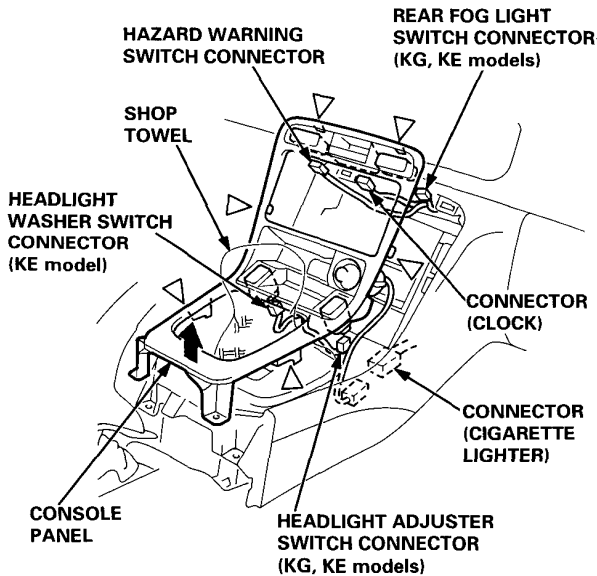 HAZARD WARNING
SWITCH CONNECTOR
REAR FOG LIGHT
SWITCH CONNECTOR
(KG, KE models)
SHOP
TOWEL
HEADLIGHT
WASHER SWITCH
CONNECTOR
(KE model)
CONNECTOR
(CLOCK)
CONNECTOR
(CIGARETTE
LIGHTER)
CONSOLE
PANEL
HEADLIGHT ADJUSTER
SWITCH CONNECTOR
(KG, KE models)